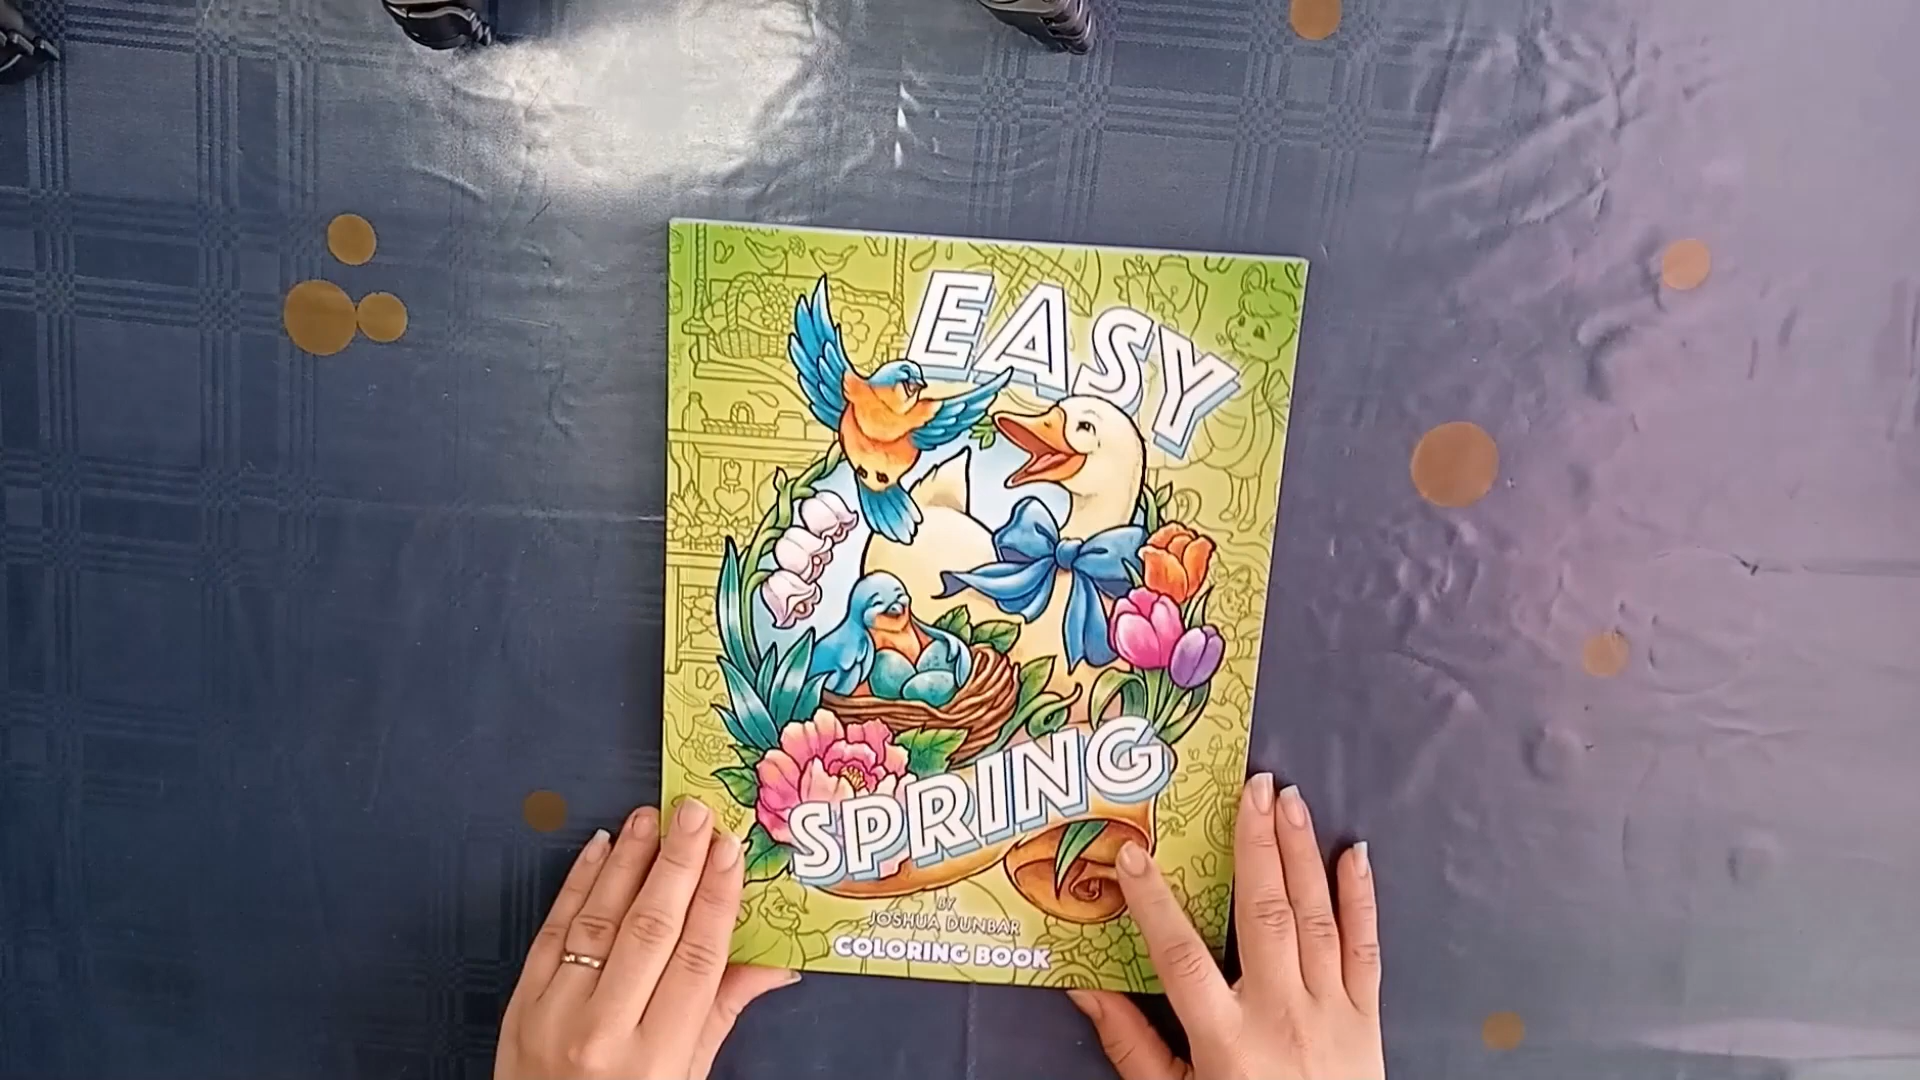 EASY
SPRING
BY
JOSHUA DUNBAR
COLORING BOOK